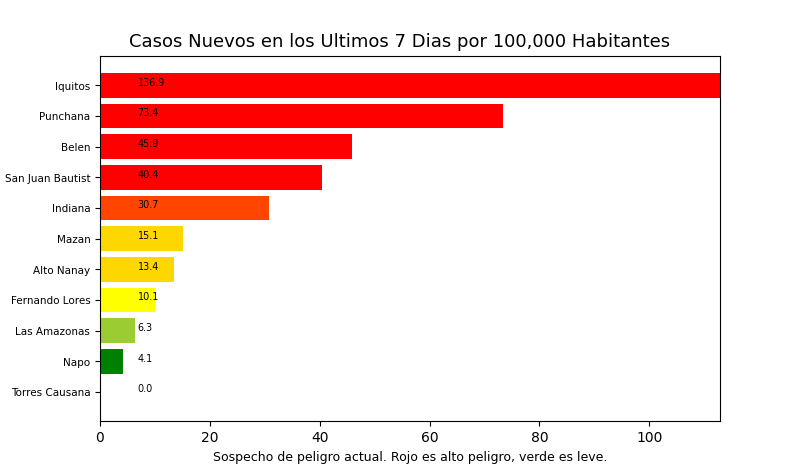 Casos Nuevos en los Ultimos 7 Dias por 100,000 Habitantes
Iquitos 136.9
Punchana 73.4
Belen 45.9
San Juan Bautist 40.4
Indiana 30.7
Mazan 15.1
Alto Nanay 13.4
Fernando Lores 10.1
Las Amazonas 6.3
Napo 4.1
Torres Causana 0.0
0 20 40 60 80 100
Sospecho de peligro actual. Rojo es alto peligro, verde es leve.